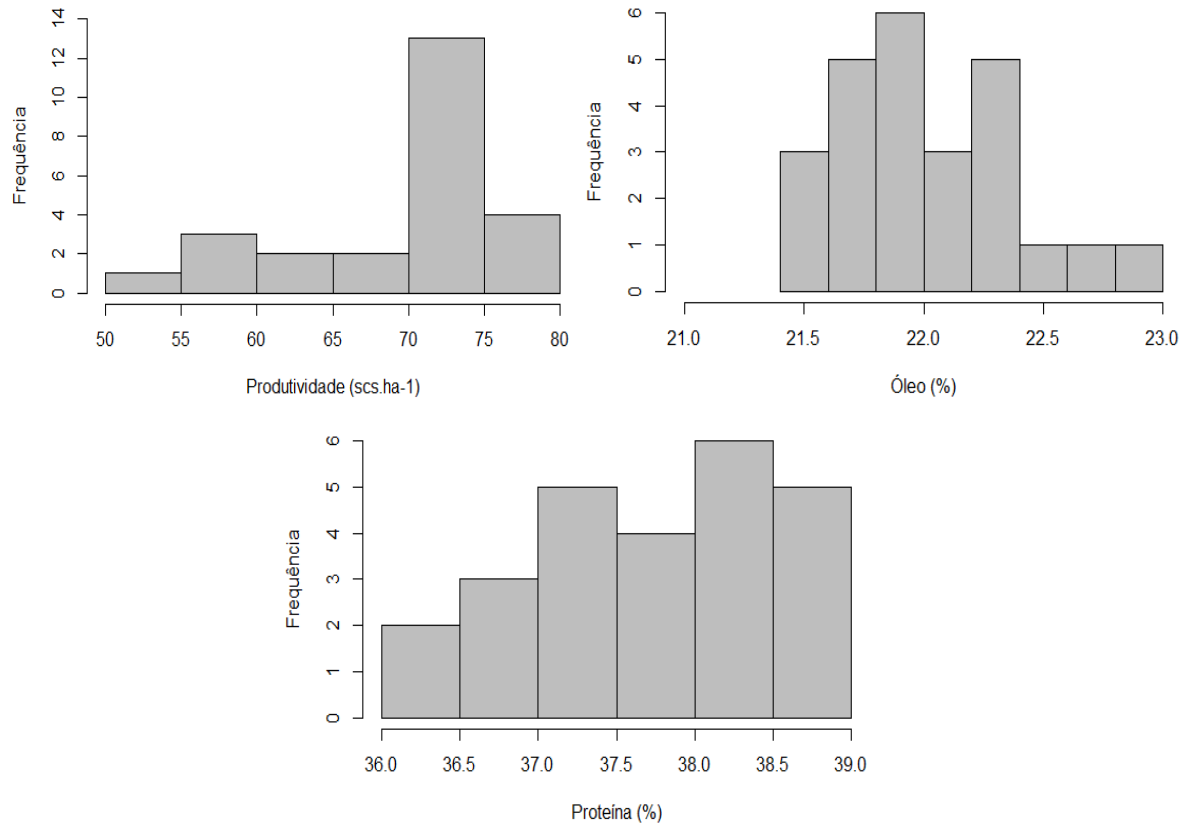 Frequência
0 2 4 6 8 10 12 14
50 55 60 65 70 75 80
Produtividade (scs.ha-1)
Frequência
0 1 2 3 4 5 6
21.0 21.5 22.0 22.5 23.0
Óleo (%)
Frequência
0 1 2 3 4 5 6
36.0 36.5 37.0 37.5 38.0 38.5 39.0
Proteína (%)